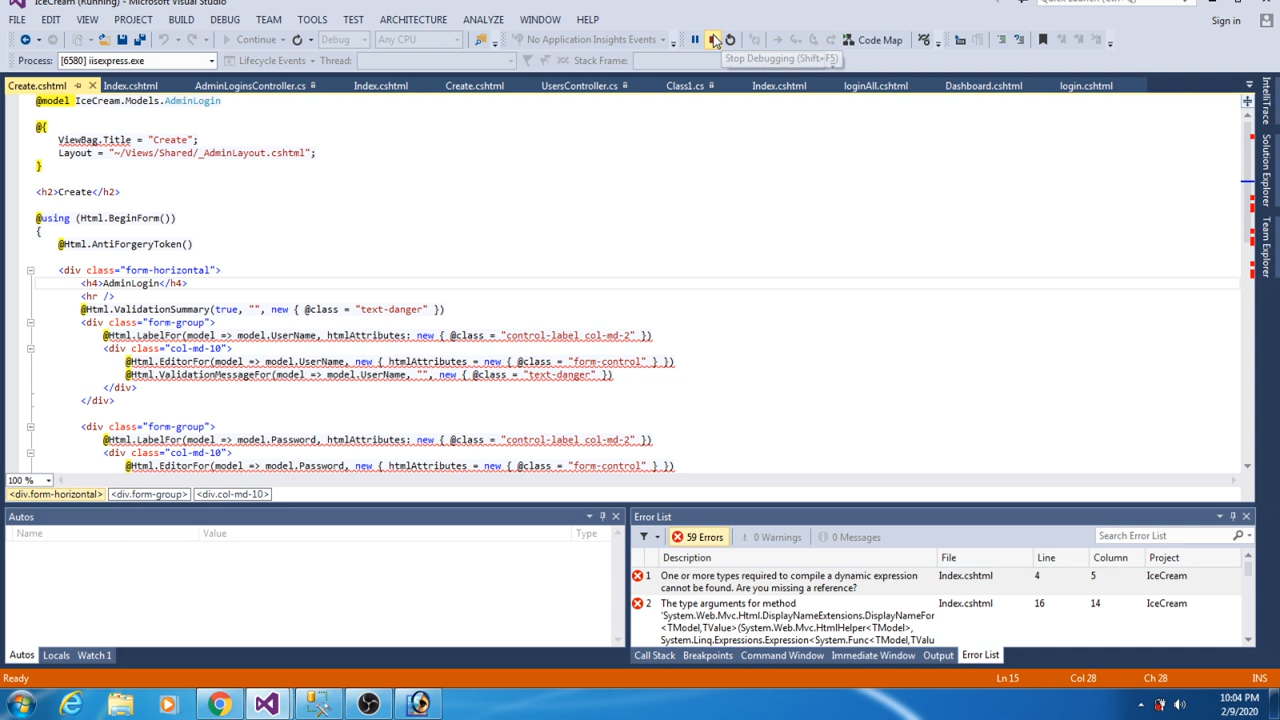 IceCream (Running) - Microsoft Visual Studio
Quick Launch (Ctrl+Q)
FILE EDIT VIEW PROJECT BUILD DEBUG TEAM TOOLS TEST ARCHITECTURE ANALYZE WINDOW HELP Sign in
Continue Debug Any CPU No Application Insights Events Code Map
Process: [6580] iisexpress.exe Lifecycle Events Thread: Stack Frame:
Stop Debugging (Shift+F5)
Create.cshtml Index.cshtml AdminLoginsController.cs Index.cshtml Create.cshtml UsersController.cs Class1.cs Index.cshtml loginAll.cshtml Dashboard.cshtml login.cshtml
@model IceCream.Models.AdminLogin
@{
ViewBag.Title = "Create";
Layout = "~/Views/Shared/_AdminLayout.cshtml";
}
<h2>Create</h2>
@using (Html.BeginForm())
{
@Html.AntiForgeryToken()
<div class="form-horizontal">
<h4>AdminLogin</h4>
<hr />
@Html.ValidationSummary(true, "", new { @class = "text-danger" })
<div class="form-group">
@Html.LabelFor(model => model.UserName, htmlAttributes: new { @class = "control-label col-md-2" })
<div class="col-md-10">
@Html.EditorFor(model => model.UserName, new { htmlAttributes = new { @class = "form-control" } })
@Html.ValidationMessageFor(model => model.UserName, "", new { @class = "text-danger" })
</div>
</div>
<div class="form-group">
@Html.LabelFor(model => model.Password, htmlAttributes: new { @class = "control-label col-md-2" })
<div class="col-md-10">
@Html.EditorFor(model => model.Password, new { htmlAttributes = new { @class = "form-control" } })
IntelliTrace
Solution Explorer
Team Explorer
100 %
<div.form-horizontal> <div.form-group> <div.col-md-10>
Autos
Name Value Type
Autos Locals Watch 1
Error List
59 Errors 0 Warnings 0 Messages Search Error List
Description File Line Column Project
1 One or more types required to compile a dynamic expression cannot be found. Are you missing a reference? Index.cshtml 4 5 IceCream
2 The type arguments for method Index.cshtml 16 14 IceCream
'System.Web.Mvc.Html.DisplayNameExtensions.DisplayNameFor
<TModel,TValue>(System.Web.Mvc.HtmlHelper<TModel>,
System.Linq.Expressions.Expression<System.Func<TModel,TValu
Call Stack Breakpoints Command Window Immediate Window Output Error List
Ln 15 Col 28 Ch 28 INS
10:04 PM
2/9/2020